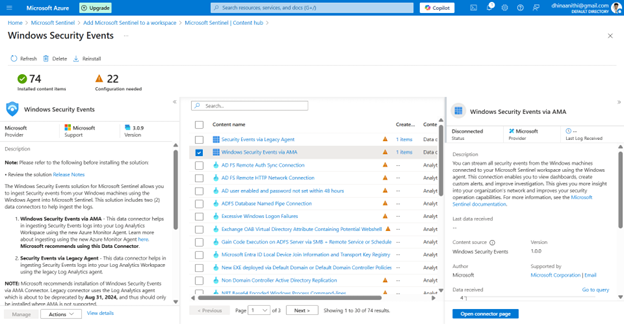 Microsoft Azure
Upgrade
Search resources, services, and docs (G+/)
Copilot
dhinaanithi@gmail.com
DEFAULT DIRECTORY
Home > Microsoft Sentinel > Add Microsoft Sentinel to a workspace > Microsoft Sentinel | Content hub >
Windows Security Events ...
Refresh Delete Reinstall
74
Installed content items
22
Configuration needed
Windows Security Events
Microsoft
Provider
Microsoft
Support
3.0.9
Version
Description
Note: Please refer to the following before installing the solution:
• Review the solution Release Notes
The Windows Security Events solution for Microsoft Sentinel allows you
to ingest Security events from your Windows machines using the
Windows Agent into Microsoft Sentinel. This solution includes two (2)
data connectors to help ingest the logs.
1. Windows Security Events via AMA - This data connector helps
in ingesting Security Events logs into your Log Analytics
Workspace using the new Azure Monitor Agent. Learn more
about ingesting using the new Azure Monitor Agent here.
Microsoft recommends using this Data Connector.
2. Security Events via Legacy Agent - This data connector helps in
ingesting Security Events logs into your Log Analytics Workspace
using the legacy Log Analytics agent.
NOTE: Microsoft recommends installation of Windows Security Events
via AMA Connector. Legacy connector uses the Log Analytics agent
which is about to be deprecated by Aug 31, 2024, and thus should only
be installed where AMA is not supported.
Manage
Actions
View details
Search...
Content name Create... Conte
Security Events via Legacy Agent 1 items Data c
Windows Security Events via AMA 1 items Data c
AD FS Remote Auth Sync Connection -- Analyt
AD FS Remote HTTP Network Connection -- Analyt
AD user enabled and password not set within 48 hours -- Analyt
ADFS Database Named Pipe Connection -- Analyt
Excessive Windows Logon Failures -- Analyt
Exchange OAB Virtual Directory Attribute Containing Potential Webshell -- Analyt
Gain Code Execution on ADFS Server via SMB + Remote Service or Schedule -- Analyt
Microsoft Entra ID Local Device Join Information and Transport Key Registry -- Analyt
New EXE deployed via Default Domain or Default Domain Controller Policies -- Analyt
Non Domain Controller Active Directory Replication -- Analyt
< Previous Page 1 of 3 Next > Showing 1 to 30 of 74 results.
Windows Security Events via AMA
Disconnected
Status
Microsoft
Provider
--
Last Log Received
Description
You can stream all security events from the Windows machines
connected to your Microsoft Sentinel workspace using the Windows
agent. This connection enables you to view dashboards, create
custom alerts, and improve investigation. This gives you more insight
into your organization's network and improves your security
operation capabilities. For more information, see the Microsoft
Sentinel documentation.
Last data received
--
Content source
Windows Security Events
Version
1.0.0
Author
Microsoft
Supported by
Microsoft Corporation | Email
Data received
Go to query
Open connector page